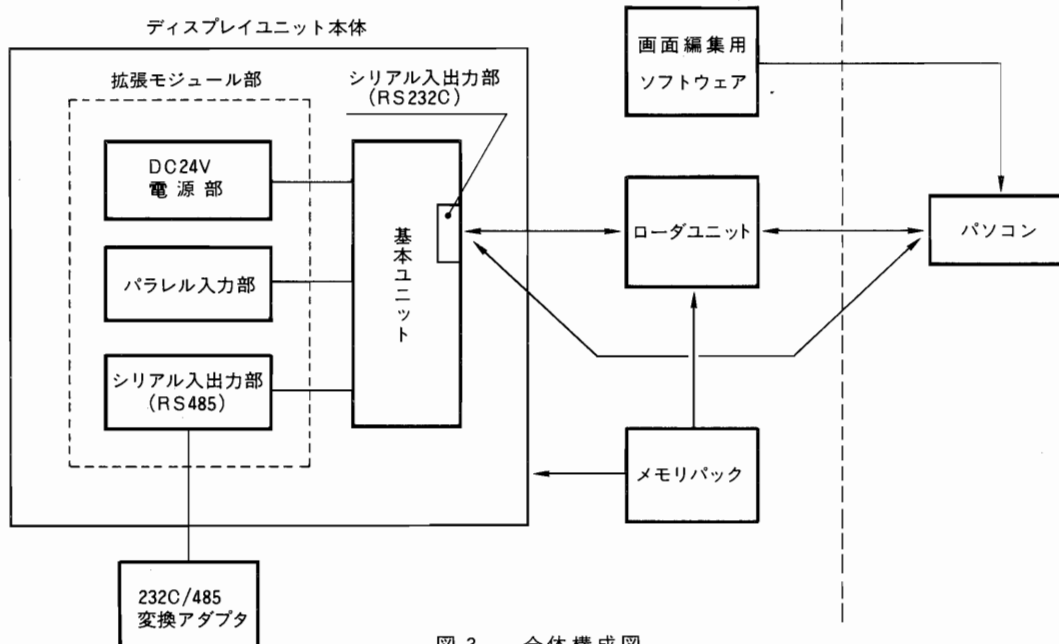 ディスプレイユニット本体
拡張モジュール部
シリアル入出力部
(RS232C)
DC24V
電源部
パラレル入力部
シリアル入出力部
(RS485)
基本ユニット
画面編集用
ソフトウェア
ローダユニット
パソコン
メモリパック
232C/485
変換アダプタ
全体構成図